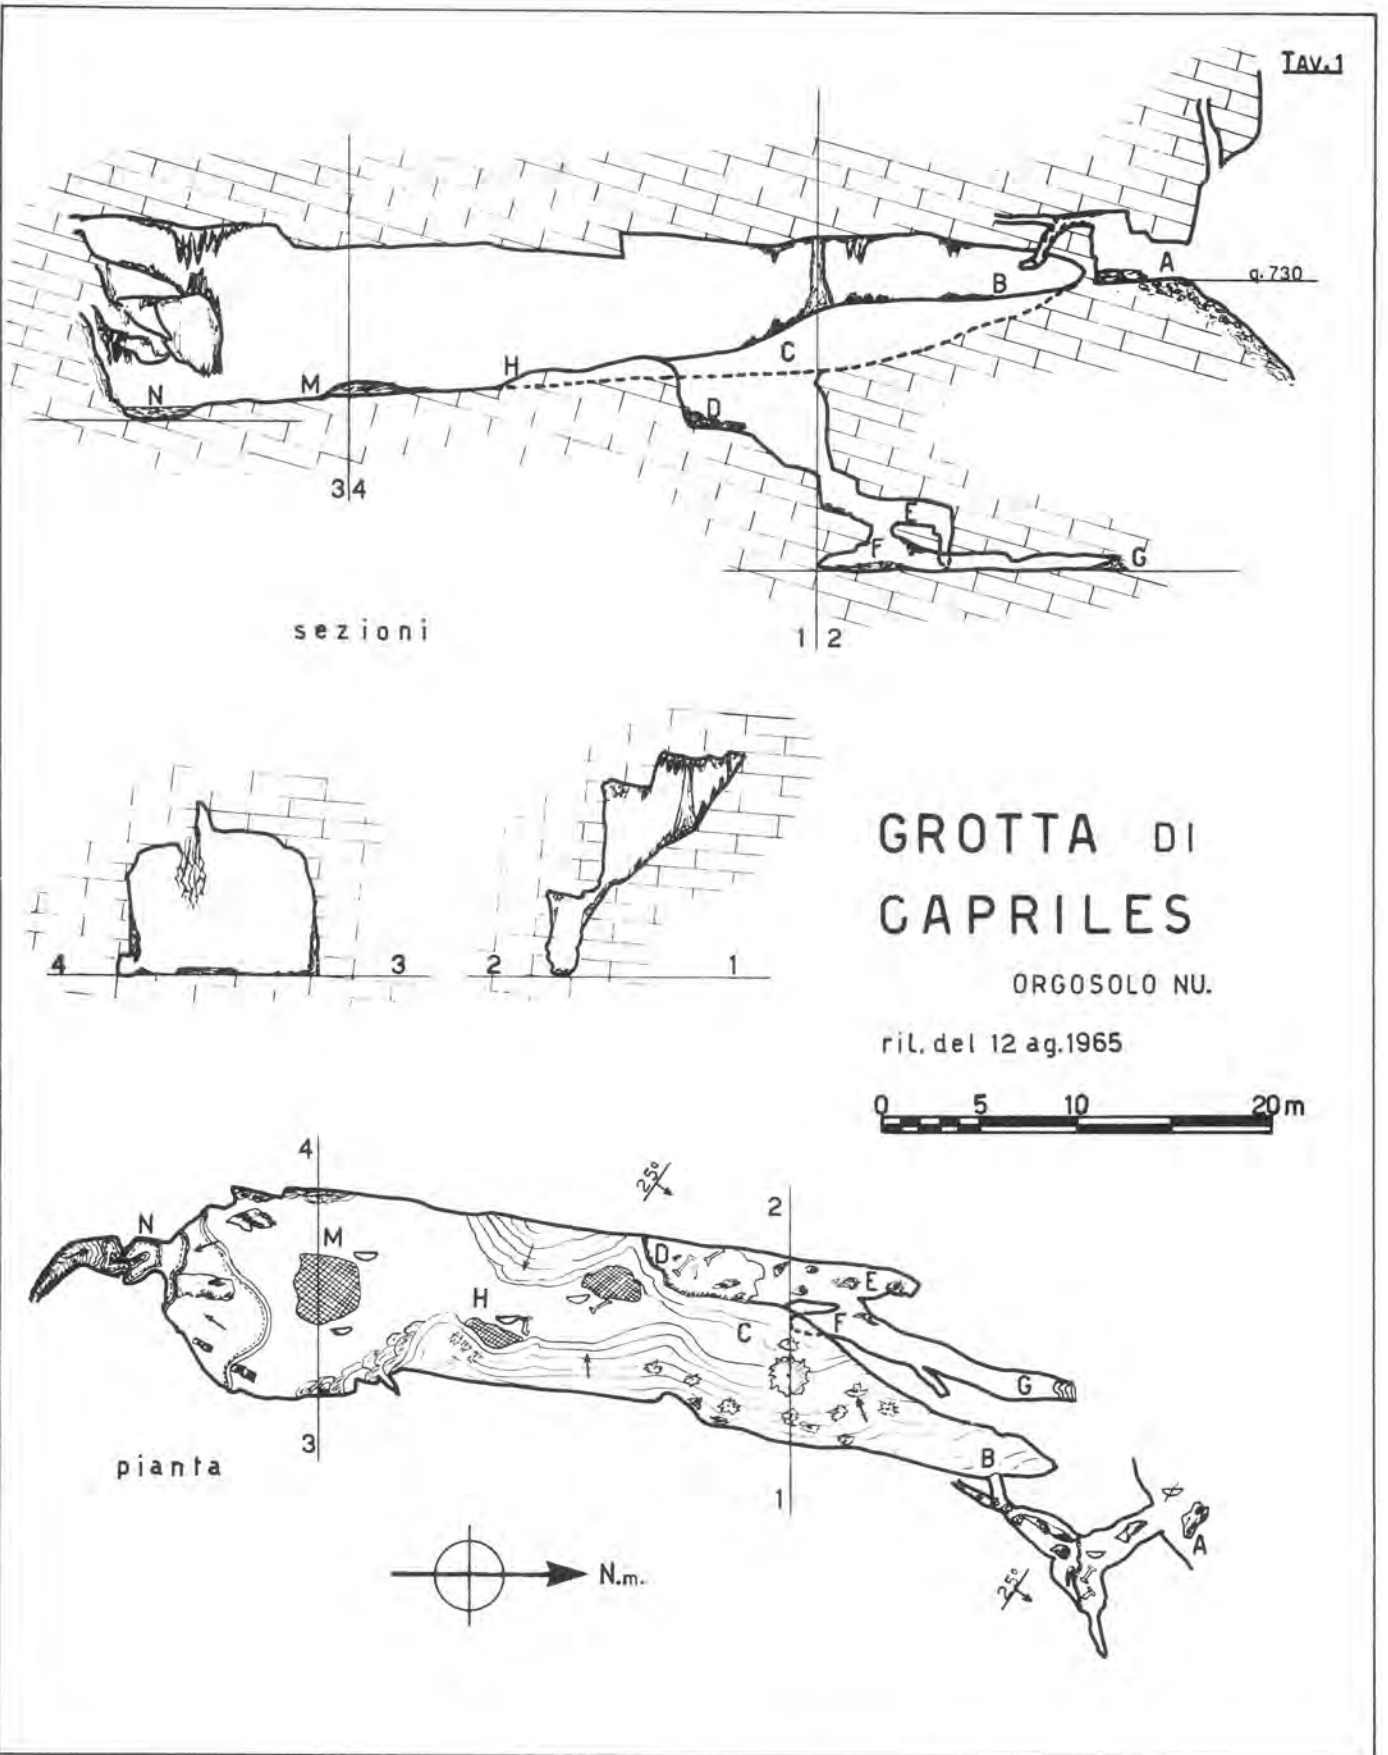 TAV.1
A
B
q. 730
C
H
M
N
D
3 4
F
G
sezioni
1 2
4 3
2 1
GROTTA DI
CAPRILES
ORGOSOLO NU.
ril. del 12 ag. 1965
0 5 10 20 m
4
25°
2
N
M
D
E
H
C
F
G
3
B
pianta
1
A
N.m.
25°